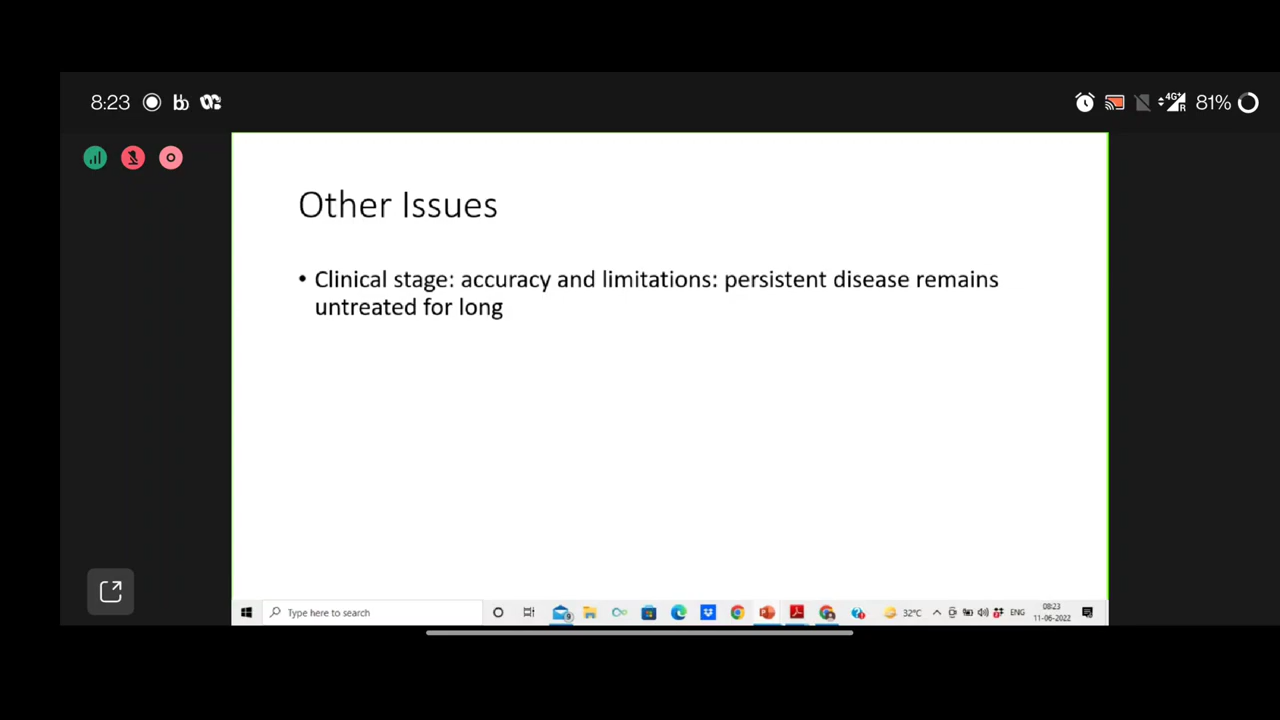 8:23
4G+
R
81%
Other Issues
• Clinical stage: accuracy and limitations: persistent disease remains
untreated for long
Type here to search
32°C
ENG
08:23
11-06-2022